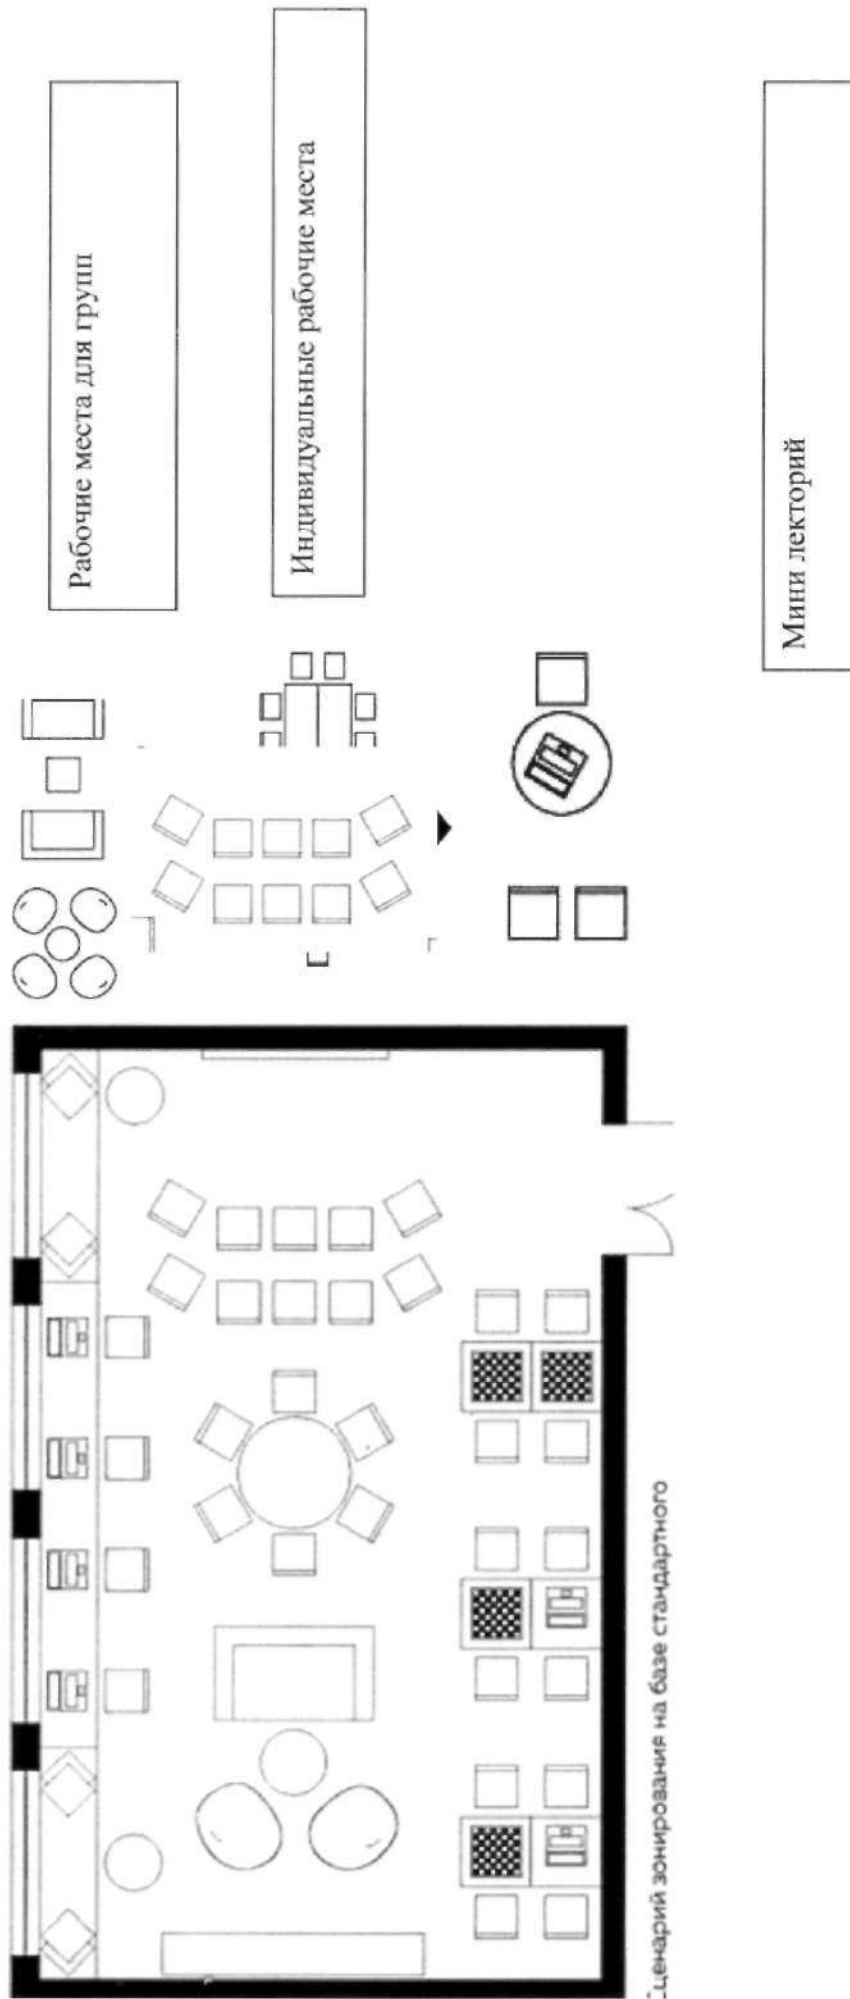 Рабочие места для групп
Индивидуальные рабочие места
Мини лекторий
Сценарий зонирования на базе стандартного